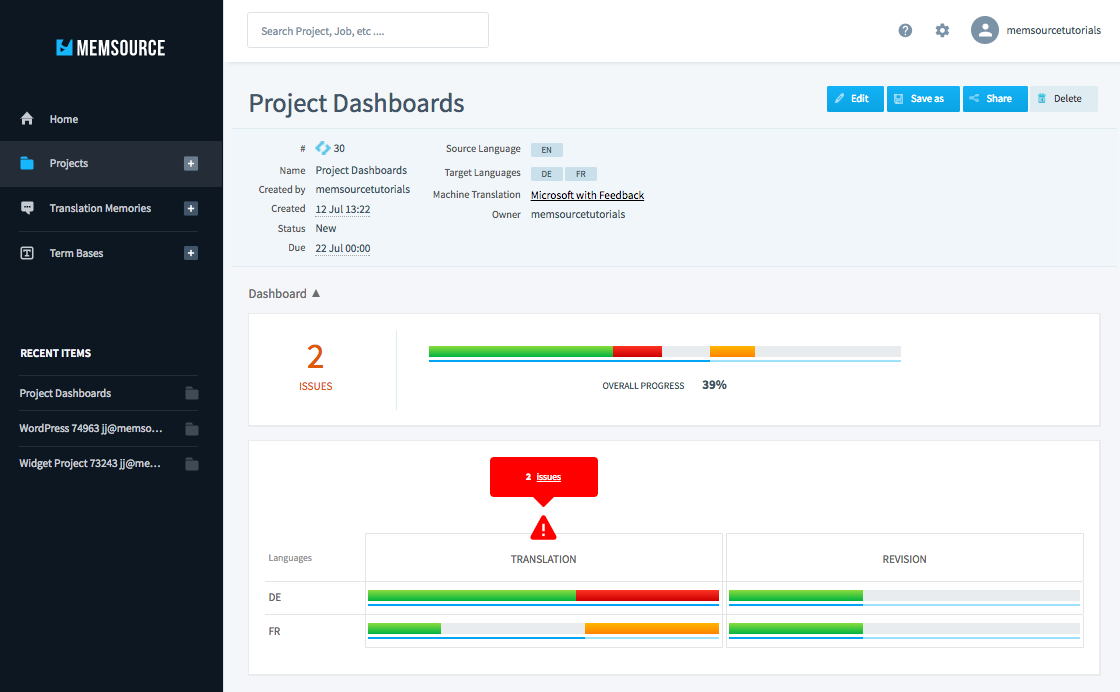 MEMSOURCE
Search Project, Job, etc ....
memsourcetutorials
Home
Projects
Translation Memories
Term Bases
RECENT ITEMS
Project Dashboards
WordPress 74963 jj@memso...
Widget Project 73243 jj@me...
Project Dashboards
Edit
Save as
Share
Delete
# 30
Name Project Dashboards
Created by memsourcetutorials
Created 12 Jul 13:22
Status New
Due 22 Jul 00:00
Source Language EN
Target Languages DE FR
Machine Translation Microsoft with Feedback
Owner memsourcetutorials
Dashboard ▲
2
ISSUES
OVERALL PROGRESS 39%
2 issues
Languages TRANSLATION REVISION
DE
FR